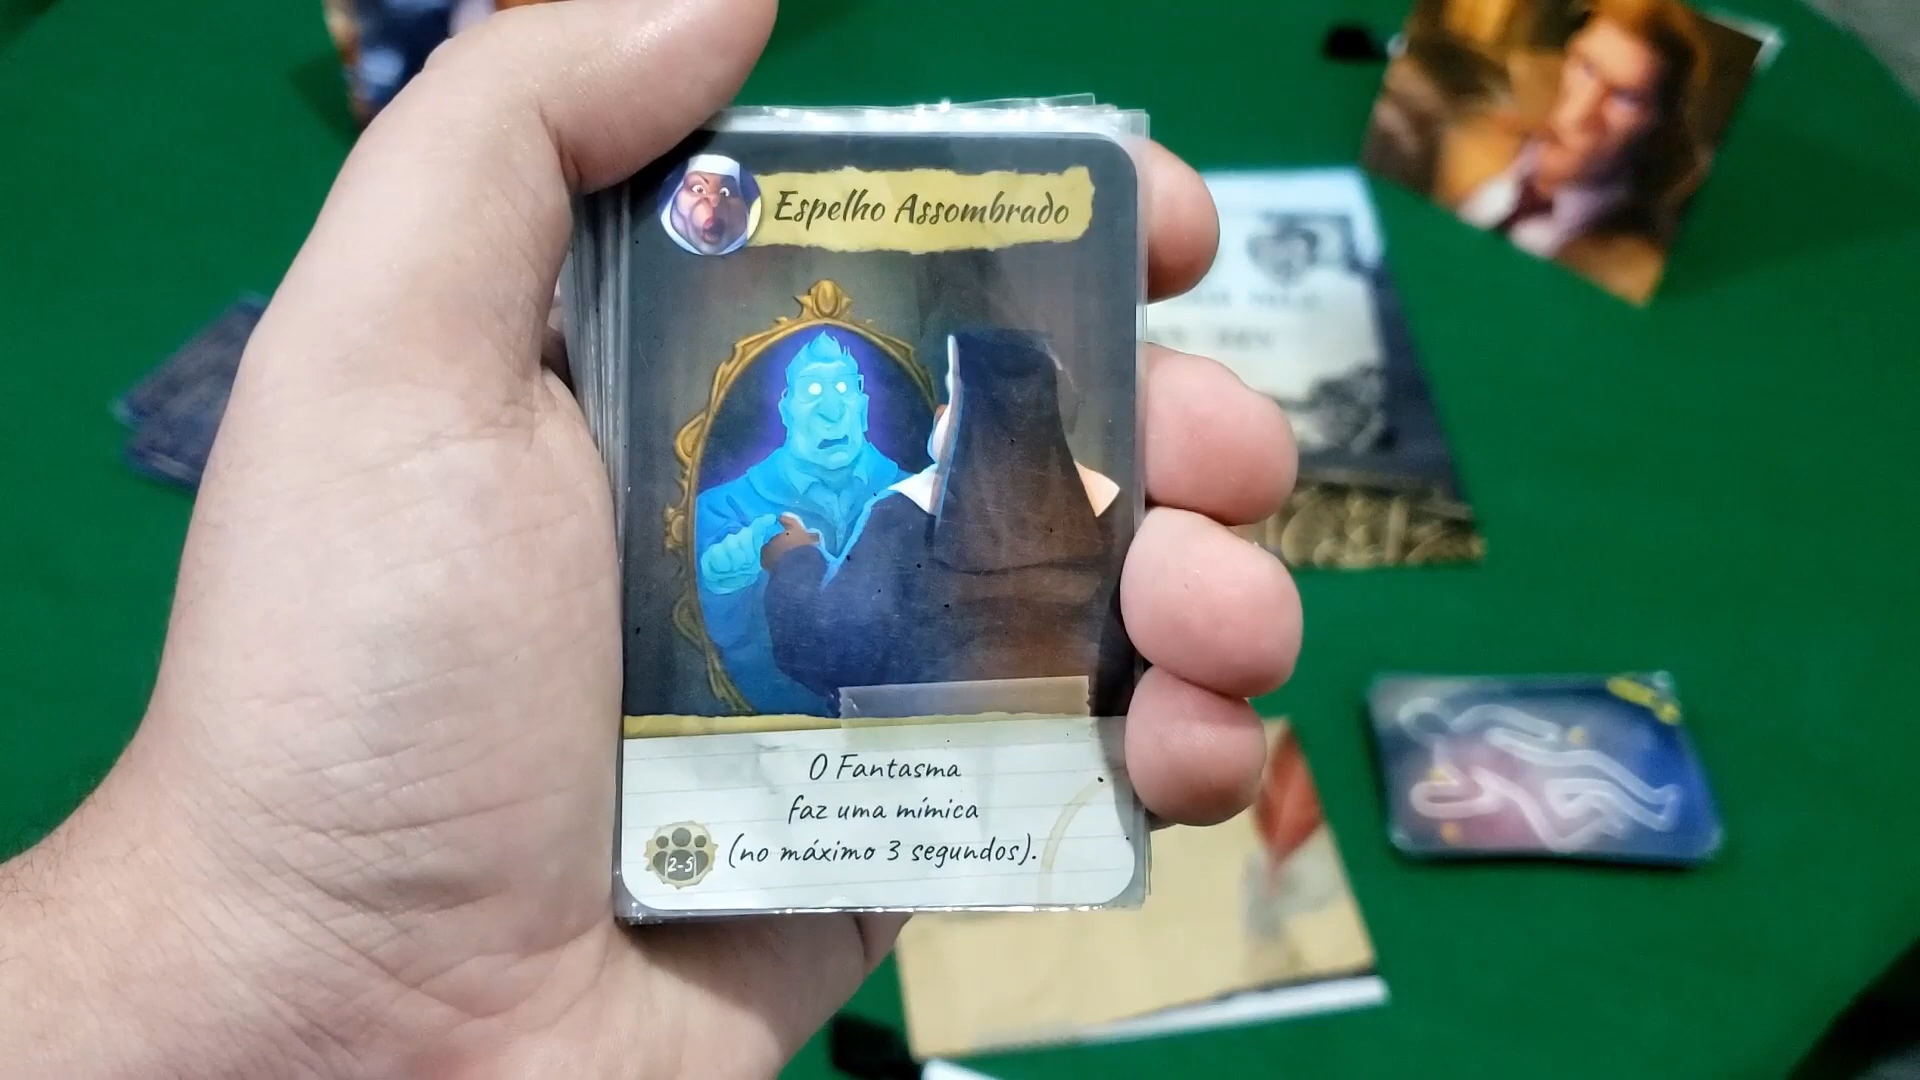 Espelho Assombrado
O Fantasma
faz uma mímica
(no máximo 3 segundos).
2-5